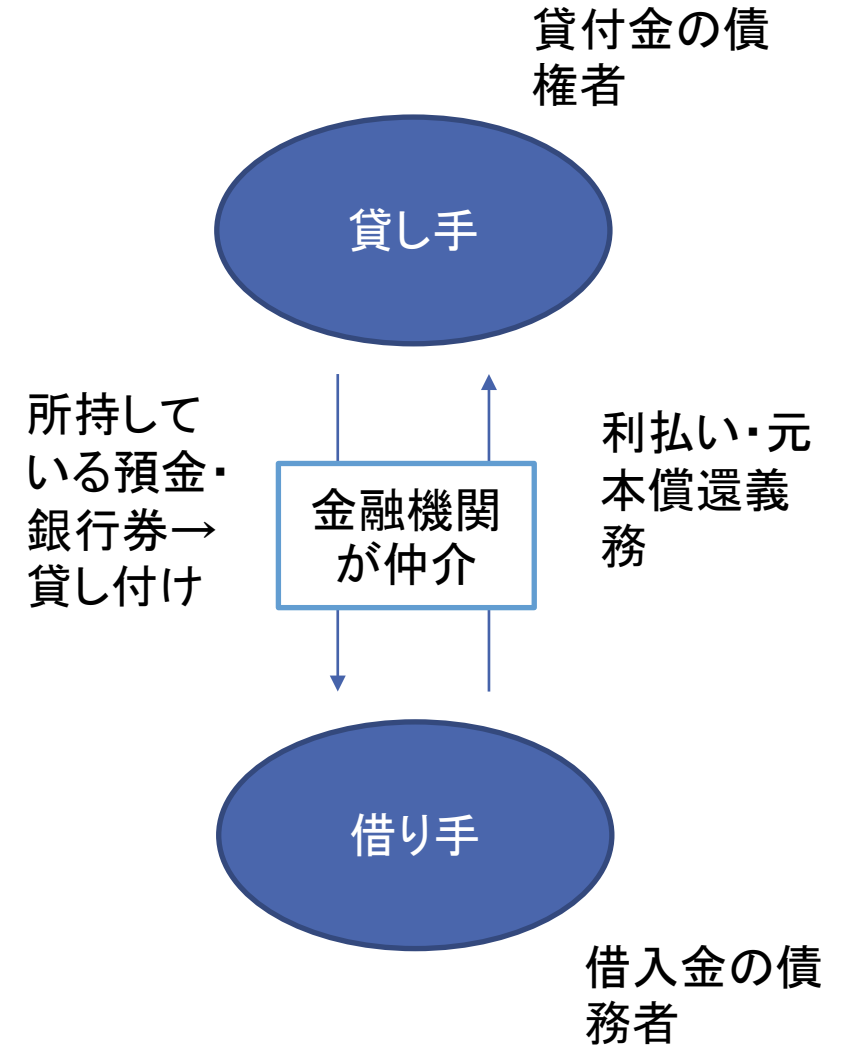 貸付金の債
権者
貸し手
所持して
いる預金・
銀行券→
貸し付け
金融機関
が仲介
利払い・元
本償還義
務
借り手
借入金の債
務者